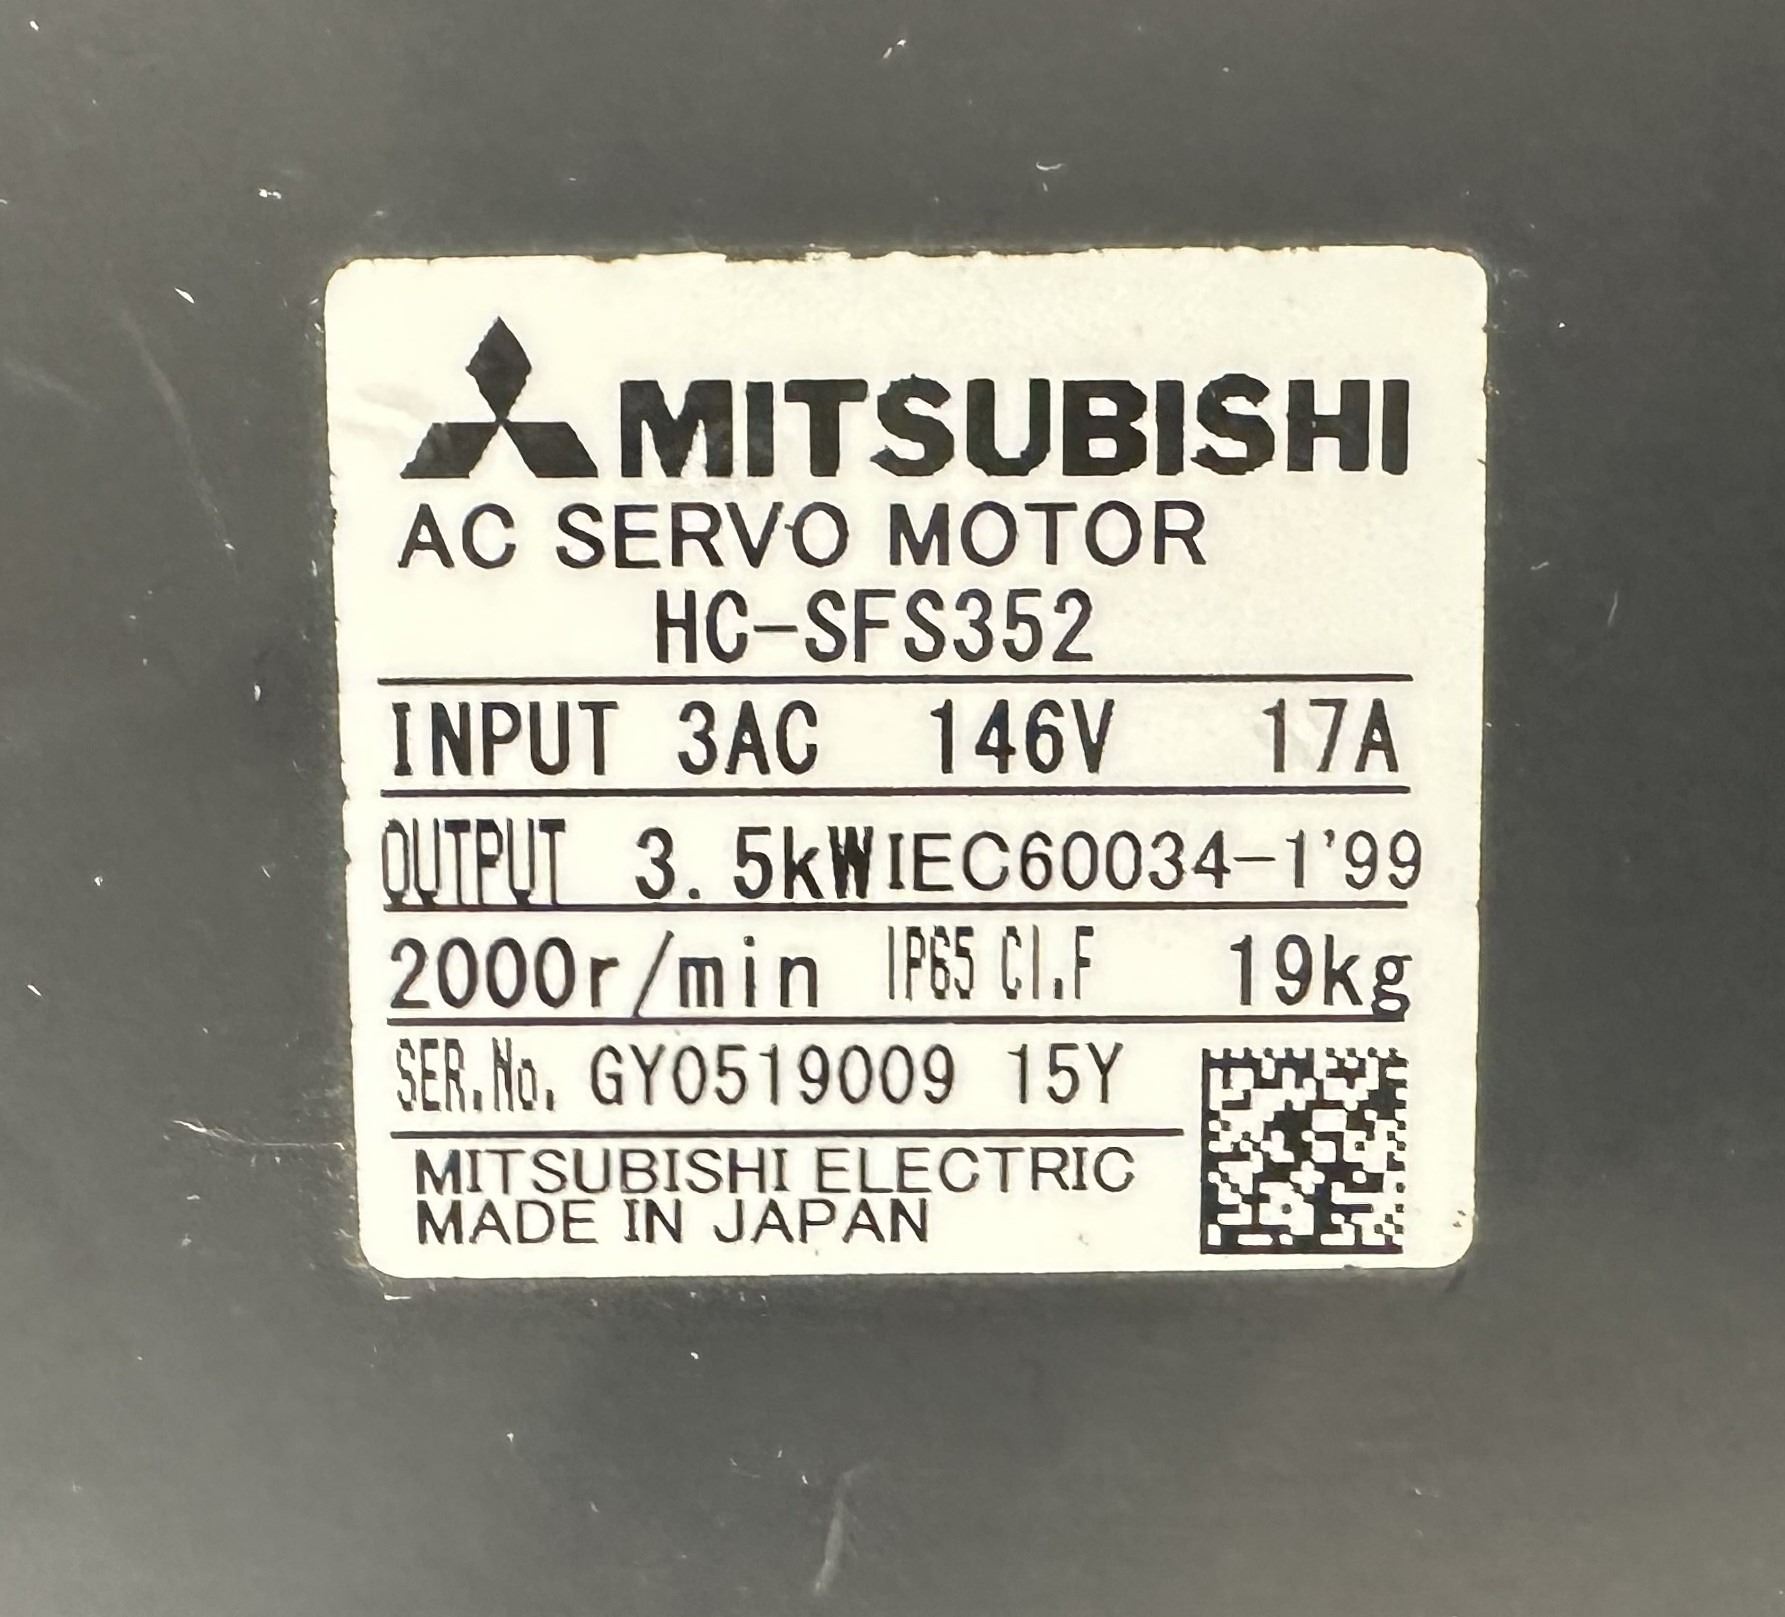 MITSUBISHI
AC SERVO MOTOR
HC-SFS352
INPUT 3AC 146V 17A
OUTPUT 3.5kW IEC60034-1'99
2000r/min IP65 Cl.F 19kg
SER.No. GY0519009 15Y
MITSUBISHI ELECTRIC
MADE IN JAPAN